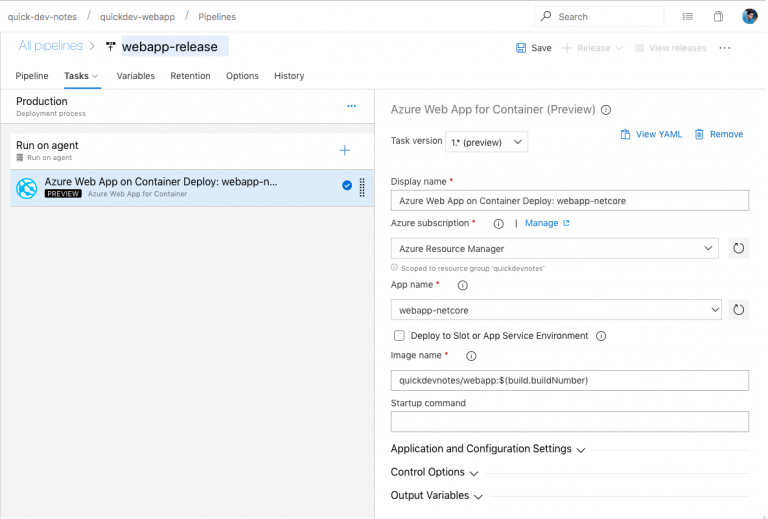 quick-dev-notes / quickdev-webapp / Pipelines
Search
All pipelines > webapp-release
Save + Release View releases ...
Pipeline Tasks Variables Retention Options History
Production
Deployment process
...
Run on agent
Run on agent
+
Azure Web App on Container Deploy: webapp-n...
PREVIEW Azure Web App for Container
Azure Web App for Container (Preview)
Task version 1.* (preview)
View YAML Remove
Display name *
Azure Web App on Container Deploy: webapp-netcore
Azure subscription * | Manage
Azure Resource Manager
Scoped to resource group 'quickdevnotes'
App name *
webapp-netcore
Deploy to Slot or App Service Environment
Image name *
quickdevnotes/webapp:$(build.buildNumber)
Startup command
Application and Configuration Settings
Control Options
Output Variables